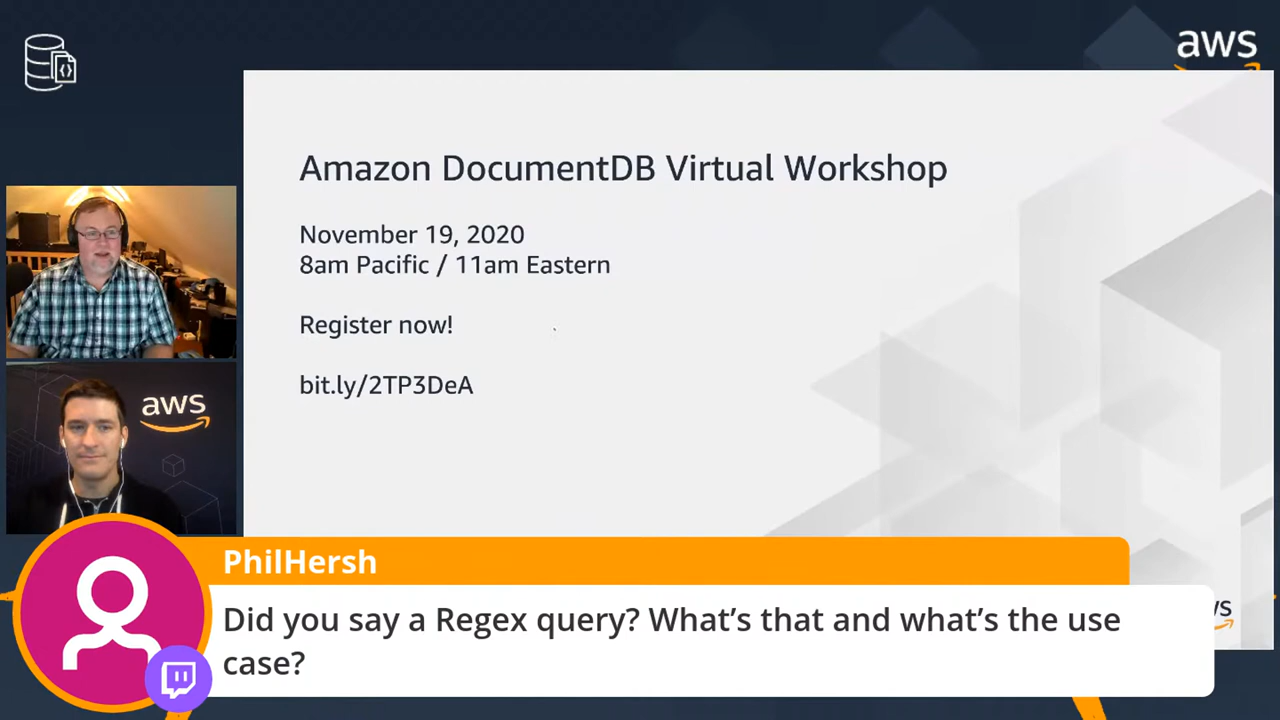 aws
Amazon DocumentDB Virtual Workshop
November 19, 2020
8am Pacific / 11am Eastern
Register now!
bit.ly/2TP3DeA
aws
PhilHersh
Did you say a Regex query? What’s that and what’s the use
case?